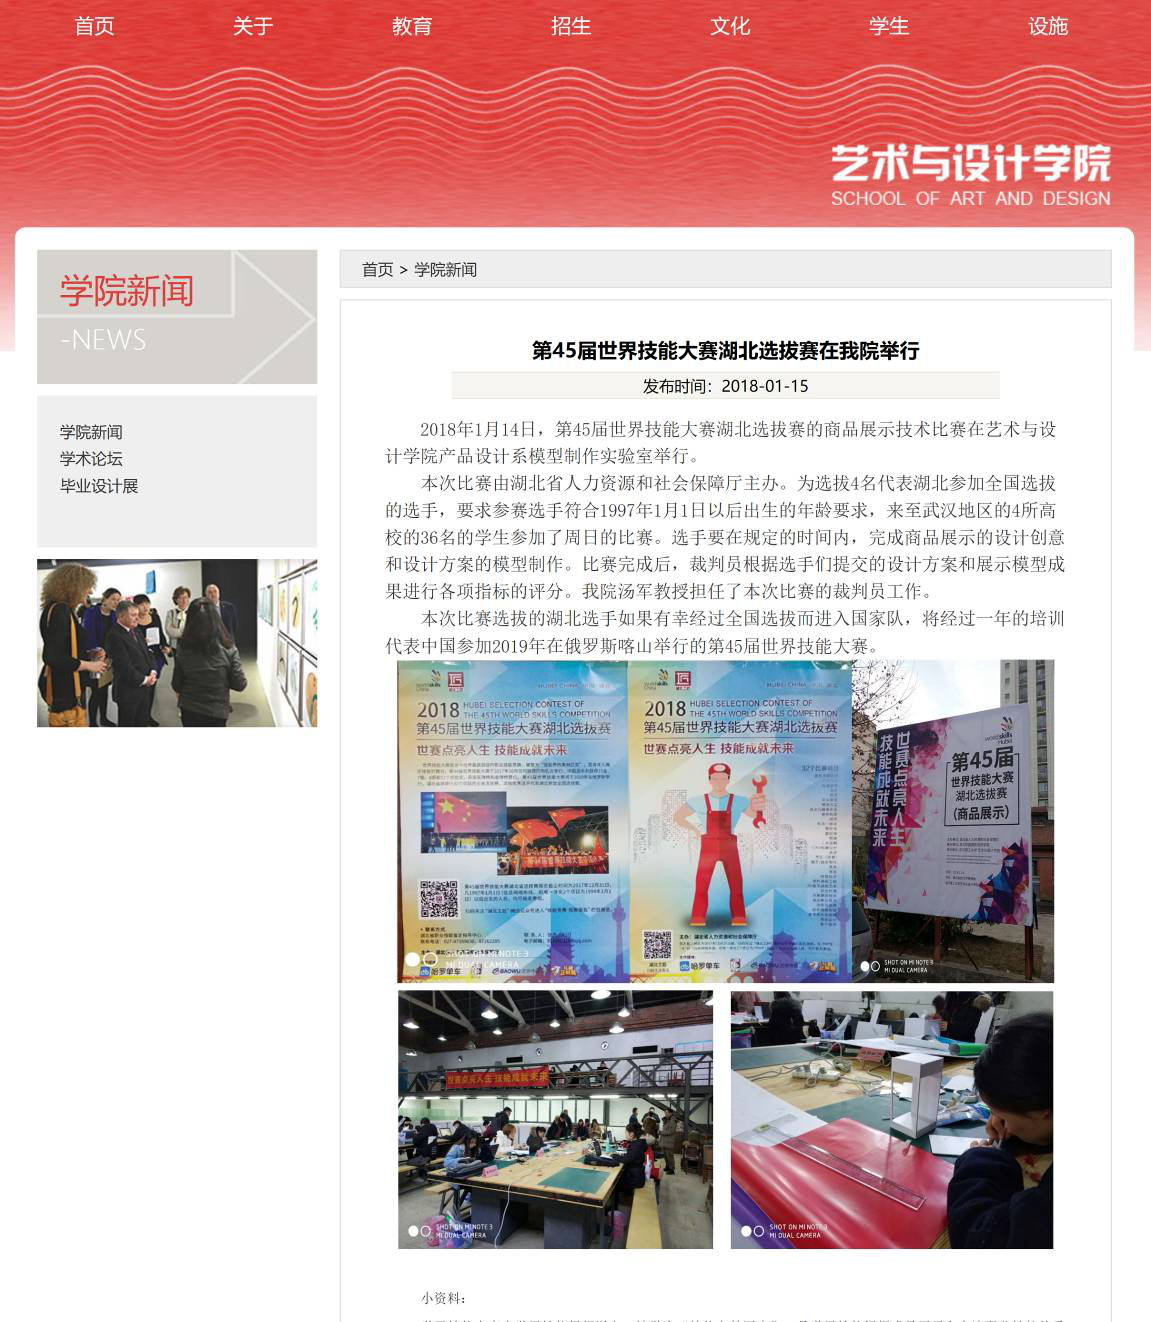 首页 关于 教育 招生 文化 学生 设施
艺术与设计学院
SCHOOL OF ART AND DESIGN
学院新闻
-NEWS
学院新闻
学术论坛
毕业设计展
首页 > 学院新闻
第45届世界技能大赛湖北选拔赛在我院举行
发布时间：2018-01-15
2018年1月14日，第45届世界技能大赛湖北选拔赛的商品展示技术比赛在艺术与设
计学院产品设计系模型制作实验室举行。
本次比赛由湖北省人力资源和社会保障厅主办。为选拔4名代表湖北参加全国选拔
的选手，要求参赛选手符合1997年1月1日以后出生的年龄要求，来至武汉地区的4所高
校的36名的学生参加了周日的比赛。选手要在规定的时间内，完成商品展示的设计创意
和设计方案的模型制作。比赛完成后，裁判员根据选手们提交的设计方案和展示模型成
果进行各项指标的评分。我院汤军教授担任了本次比赛的裁判员工作。
本次比赛选拔的湖北选手如果有幸经过全国选拔而进入国家队，将经过一年的培训
代表中国参加2019年在俄罗斯喀山举行的第45届世界技能大赛。
2018 HUBEI SELECTION CONTEST OF
THE 45TH WORLD SKILLS COMPETITION
第45届世界技能大赛湖北选拔赛
世赛点亮人生 技能成就未来
哈罗单车
SHOT ON MI NOTE 3
MI DUAL CAMERA
2018 HUBEI SELECTION CONTEST OF
THE 45TH WORLD SKILLS COMPETITION
第45届世界技能大赛湖北选拔赛
世赛点亮人生 技能成就未来
哈罗单车
世赛点亮人生
技能成就未来
第45届
世界技能大赛
湖北选拔赛
(商品展示)
SHOT ON MI NOTE 3
MI DUAL CAMERA
世赛点亮人生 技能成就未来
SHOT ON MI NOTE 3
MI DUAL CAMERA
SHOT ON MI NOTE 3
MI DUAL CAMERA
小资料：